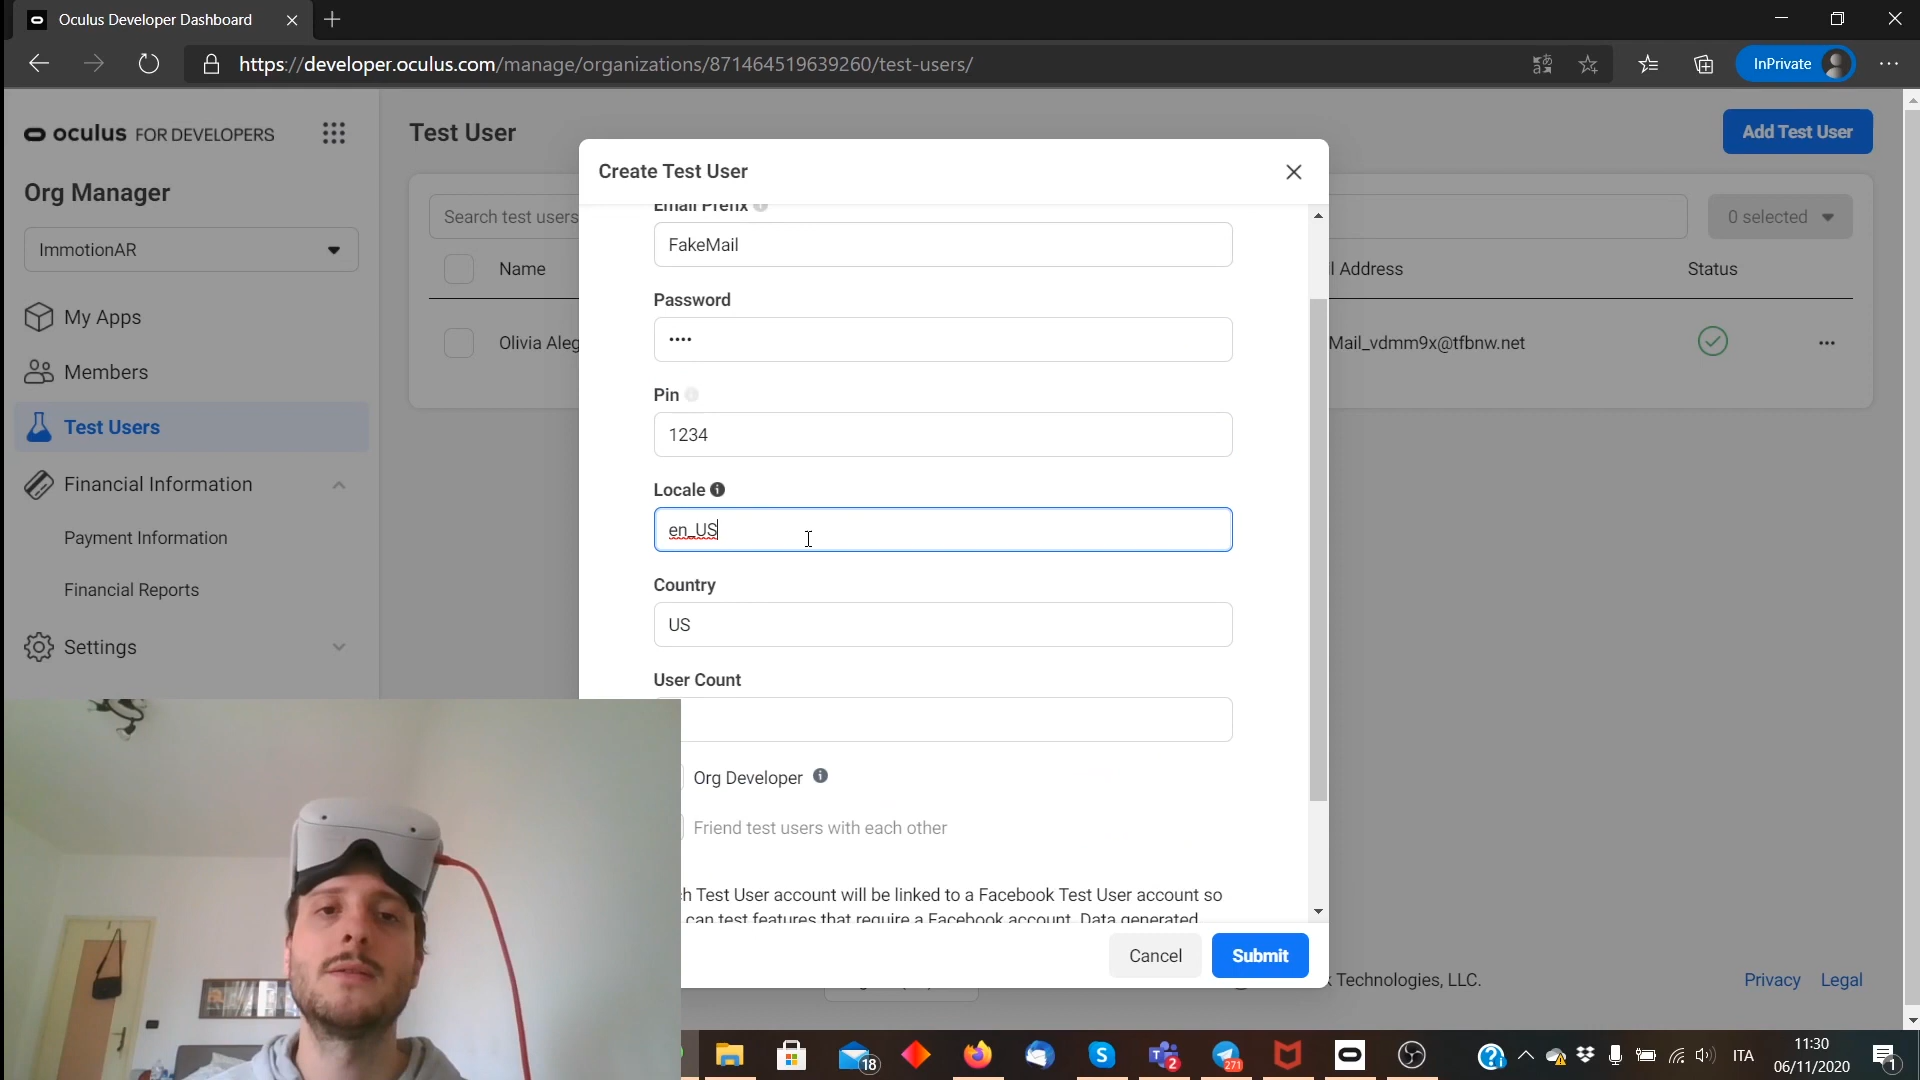 Oculus Developer Dashboard
https://developer.oculus.com/manage/organizations/871464519639260/test-users/
InPrivate
oculus FOR DEVELOPERS
Test User
Add Test User
Create Test User
Org Manager
ImmotionAR
Search test users
0 selected
Name
l Address
Status
Olivia Aleg
Mail_vdmm9x@tfbnw.net
My Apps
Members
Test Users
Financial Information
Payment Information
Financial Reports
Settings
Email Prefix
FakeMail
Password
••••
Pin
1234
Locale
en_US
Country
US
User Count
Org Developer
Friend test users with each other
h Test User account will be linked to a Facebook Test User account so
can test features that require a Facebook account. Data generated
Cancel
Submit
k Technologies, LLC.
Privacy
Legal
18
2
271
ITA
11:30
06/11/2020
1